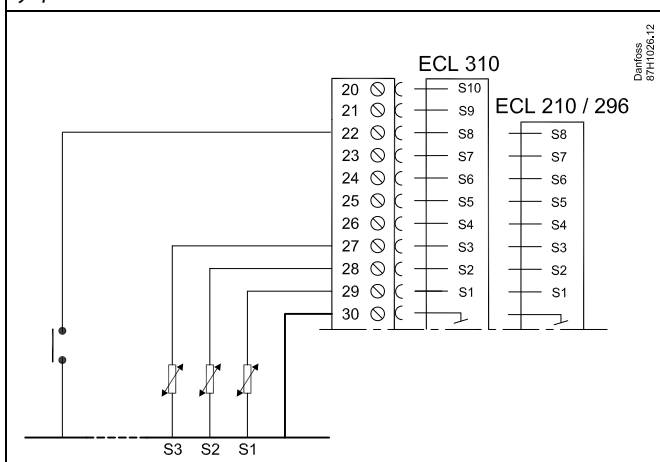 Danfoss
87H1026.12
ECL 310
ECL 210 / 296
20 S10
21 S9
22 S8 S8
23 S7 S7
24 S6 S6
25 S5 S5
26 S4 S4
27 S3 S3
28 S2 S2
29 S1 S1
30
S3 S2 S1